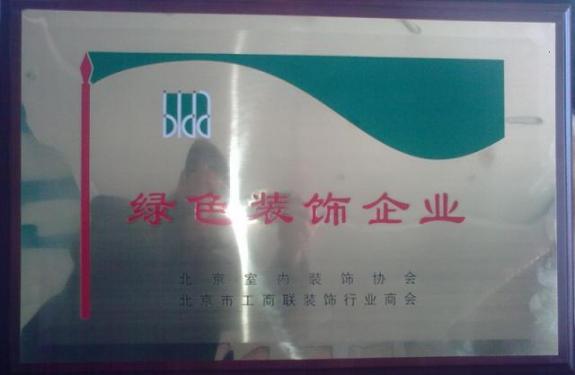 bida
绿色装饰企业
北京室内装饰协会
北京市工商联装饰行业商会